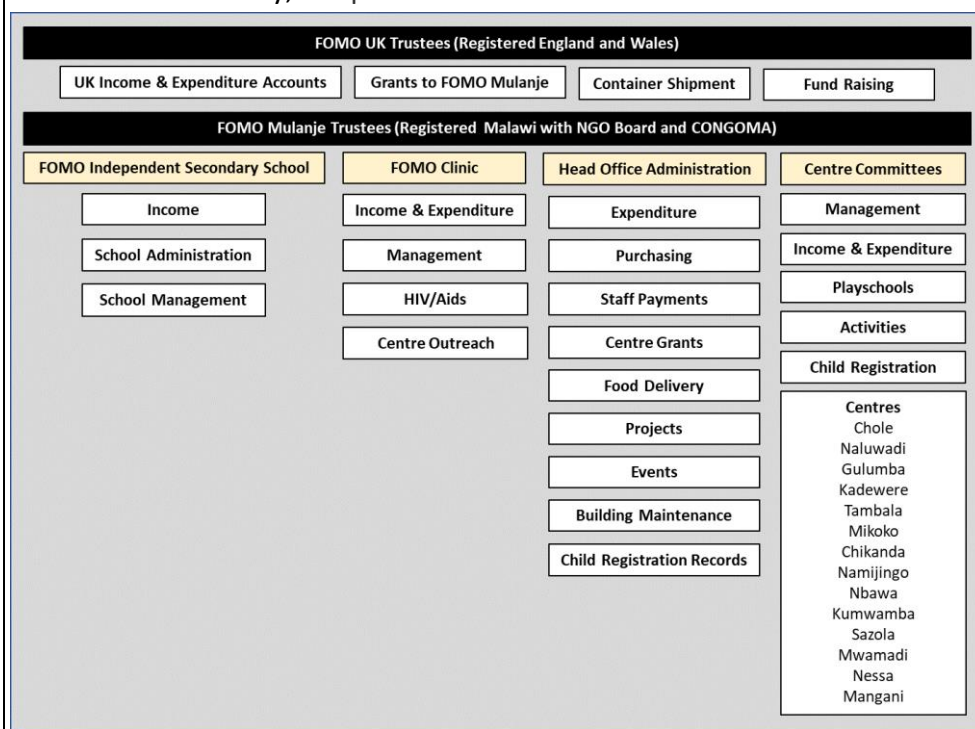 FOMO UK Trustees (Registered England and Wales)
UK Income & Expenditure Accounts
Grants to FOMO Mulanje
Container Shipment
Fund Raising
FOMO Mulanje Trustees (Registered Malawi with NGO Board and CONGOMA)
FOMO Independent Secondary School
Income
School Administration
School Management
FOMO Clinic
Income & Expenditure
Management
HIV/Aids
Centre Outreach
Head Office Administration
Expenditure
Purchasing
Staff Payments
Centre Grants
Food Delivery
Projects
Events
Building Maintenance
Child Registration Records
Centre Committees
Management
Income & Expenditure
Playschools
Activities
Child Registration
Centres
Chole
Naluwadi
Gulumba
Kadewere
Tambala
Mikoko
Chikanda
Namijingo
Nbawa
Kumwamba
Sazola
Mwamadi
Nessa
Mangani